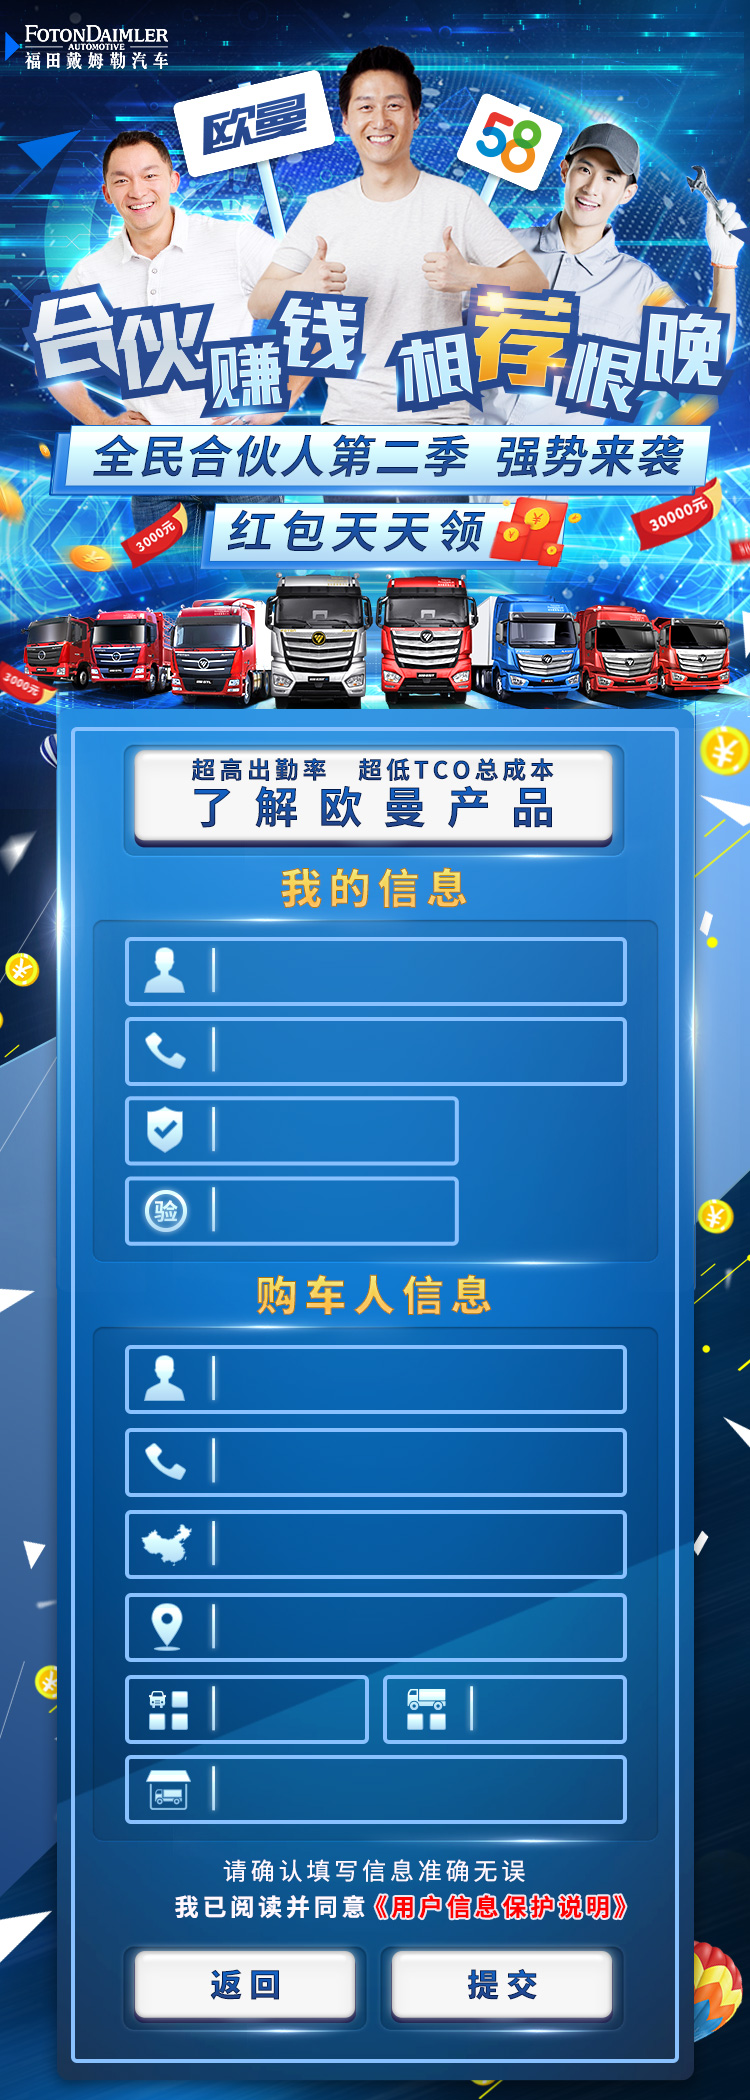 FOTONDAIMLER
AUTOMOTIVE
福田戴姆勒汽车
欧曼
58
合伙赚钱 相荐恨晚
全民合伙人第二季 强势来袭
红包天天领
3000元
30000元
3000元
超高出勤率 超低TCO总成本
了解欧曼产品
我的信息
验
购车人信息
请确认填写信息准确无误
我已阅读并同意《用户信息保护说明》
返回
提交